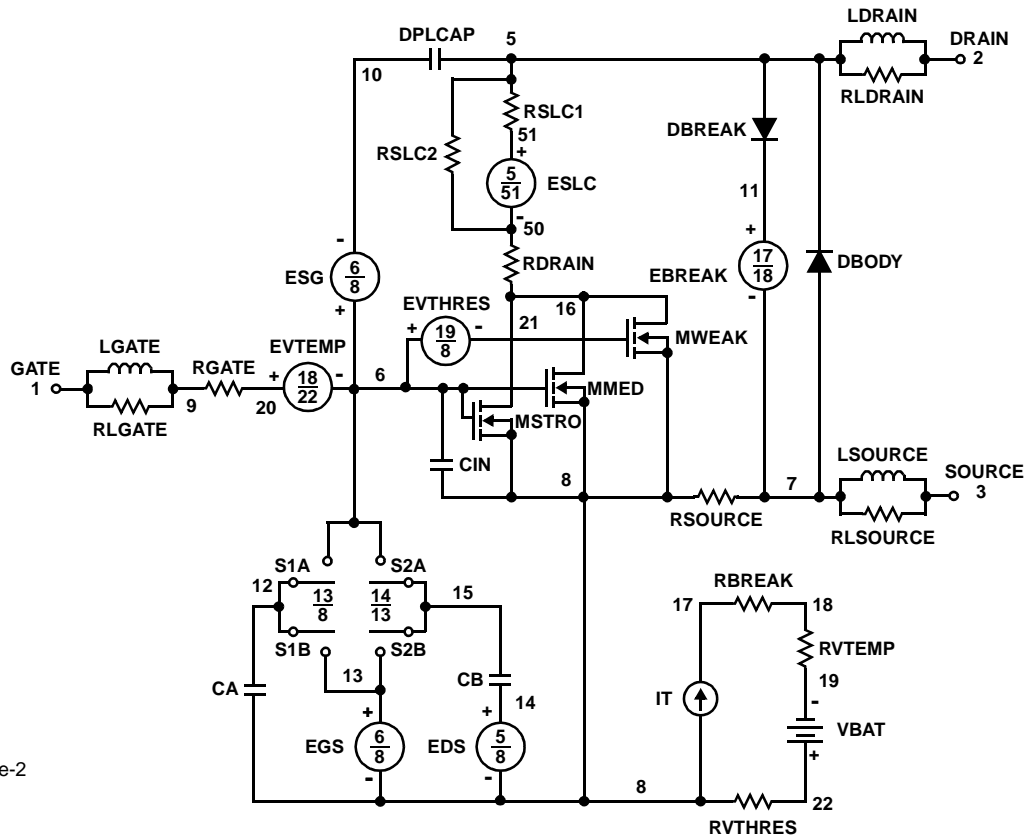 LDRAIN
DPLCAP
5
DRAIN
2
10
RLDRAIN
RSLC1
DBREAK
51
+
RSLC2
5
51
ESLC
11
-
50
-
+
17
18
RDRAIN
6
8
EBREAK
DBODY
ESG
EVTHRES
16
-
+
+
19
8
-
21
MWEAK
LGATE
EVTEMP
GATE
1
RGATE
+
18
22
-
6
MMED
9
20
RLGATE
MSTRO
LSOURCE
CIN
8
7
SOURCE
3
RSOURCE
RLSOURCE
S1A
S2A
12
13
8
14
13
15
RBREAK
17
18
S1B
S2B
RVTEMP
13
CB
CA
19
14
IT
-
+
+
VBAT
EGS
6
8
EDS
5
8
+
e-2
-
-
8
22
RVTHRES